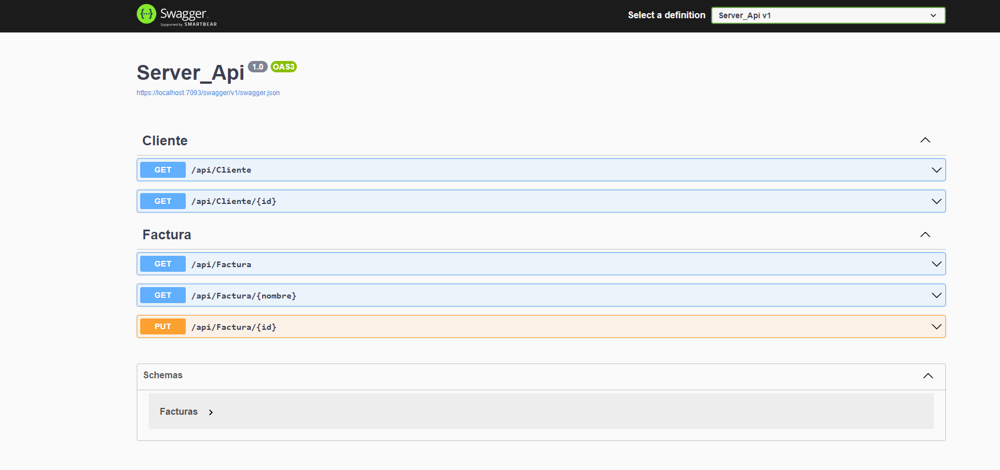 Swagger
Supported by SMARTBEAR
Select a definition
Server_Api v1
Server_Api 1.0 OAS3
https://localhost:7093/swagger/v1/swagger.json
Cliente
GET /api/Cliente
GET /api/Cliente/{id}
Factura
GET /api/Factura
GET /api/Factura/{nombre}
PUT /api/Factura/{id}
Schemas
Facturas